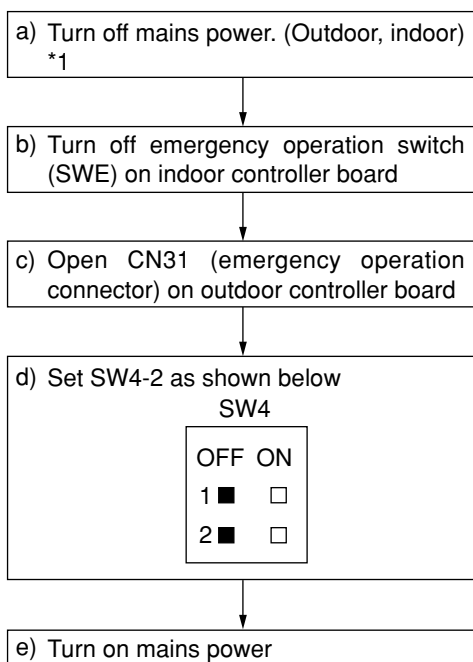 a) Turn off mains power. (Outdoor, indoor)
*1
b) Turn off emergency operation switch
(SWE) on indoor controller board
c) Open CN31 (emergency operation
connector) on outdoor controller board
d) Set SW4-2 as shown below
SW4
OFF ON
1 ■ □
2 ■ □
e) Turn on mains power